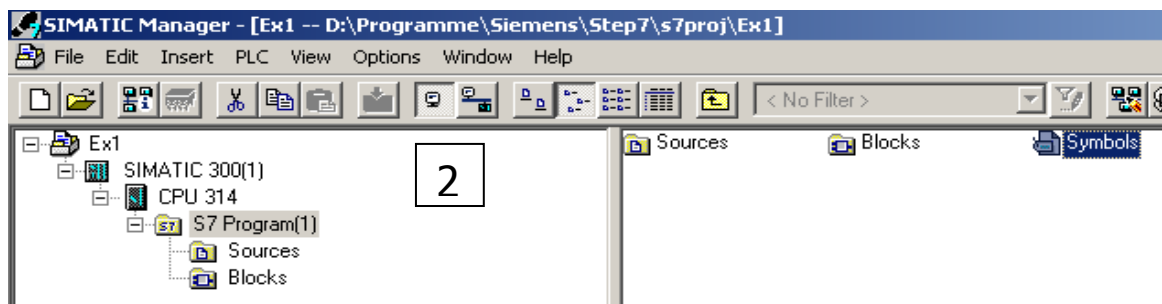 SIMATIC Manager - [Ex1 -- D:\Programme\Siemens\Step7\s7proj\Ex1]
File Edit Insert PLC View Options Window Help
< No Filter >
Ex1
SIMATIC 300(1)
CPU 314
S7 Program(1)
Sources
Blocks
2
Sources Blocks Symbols